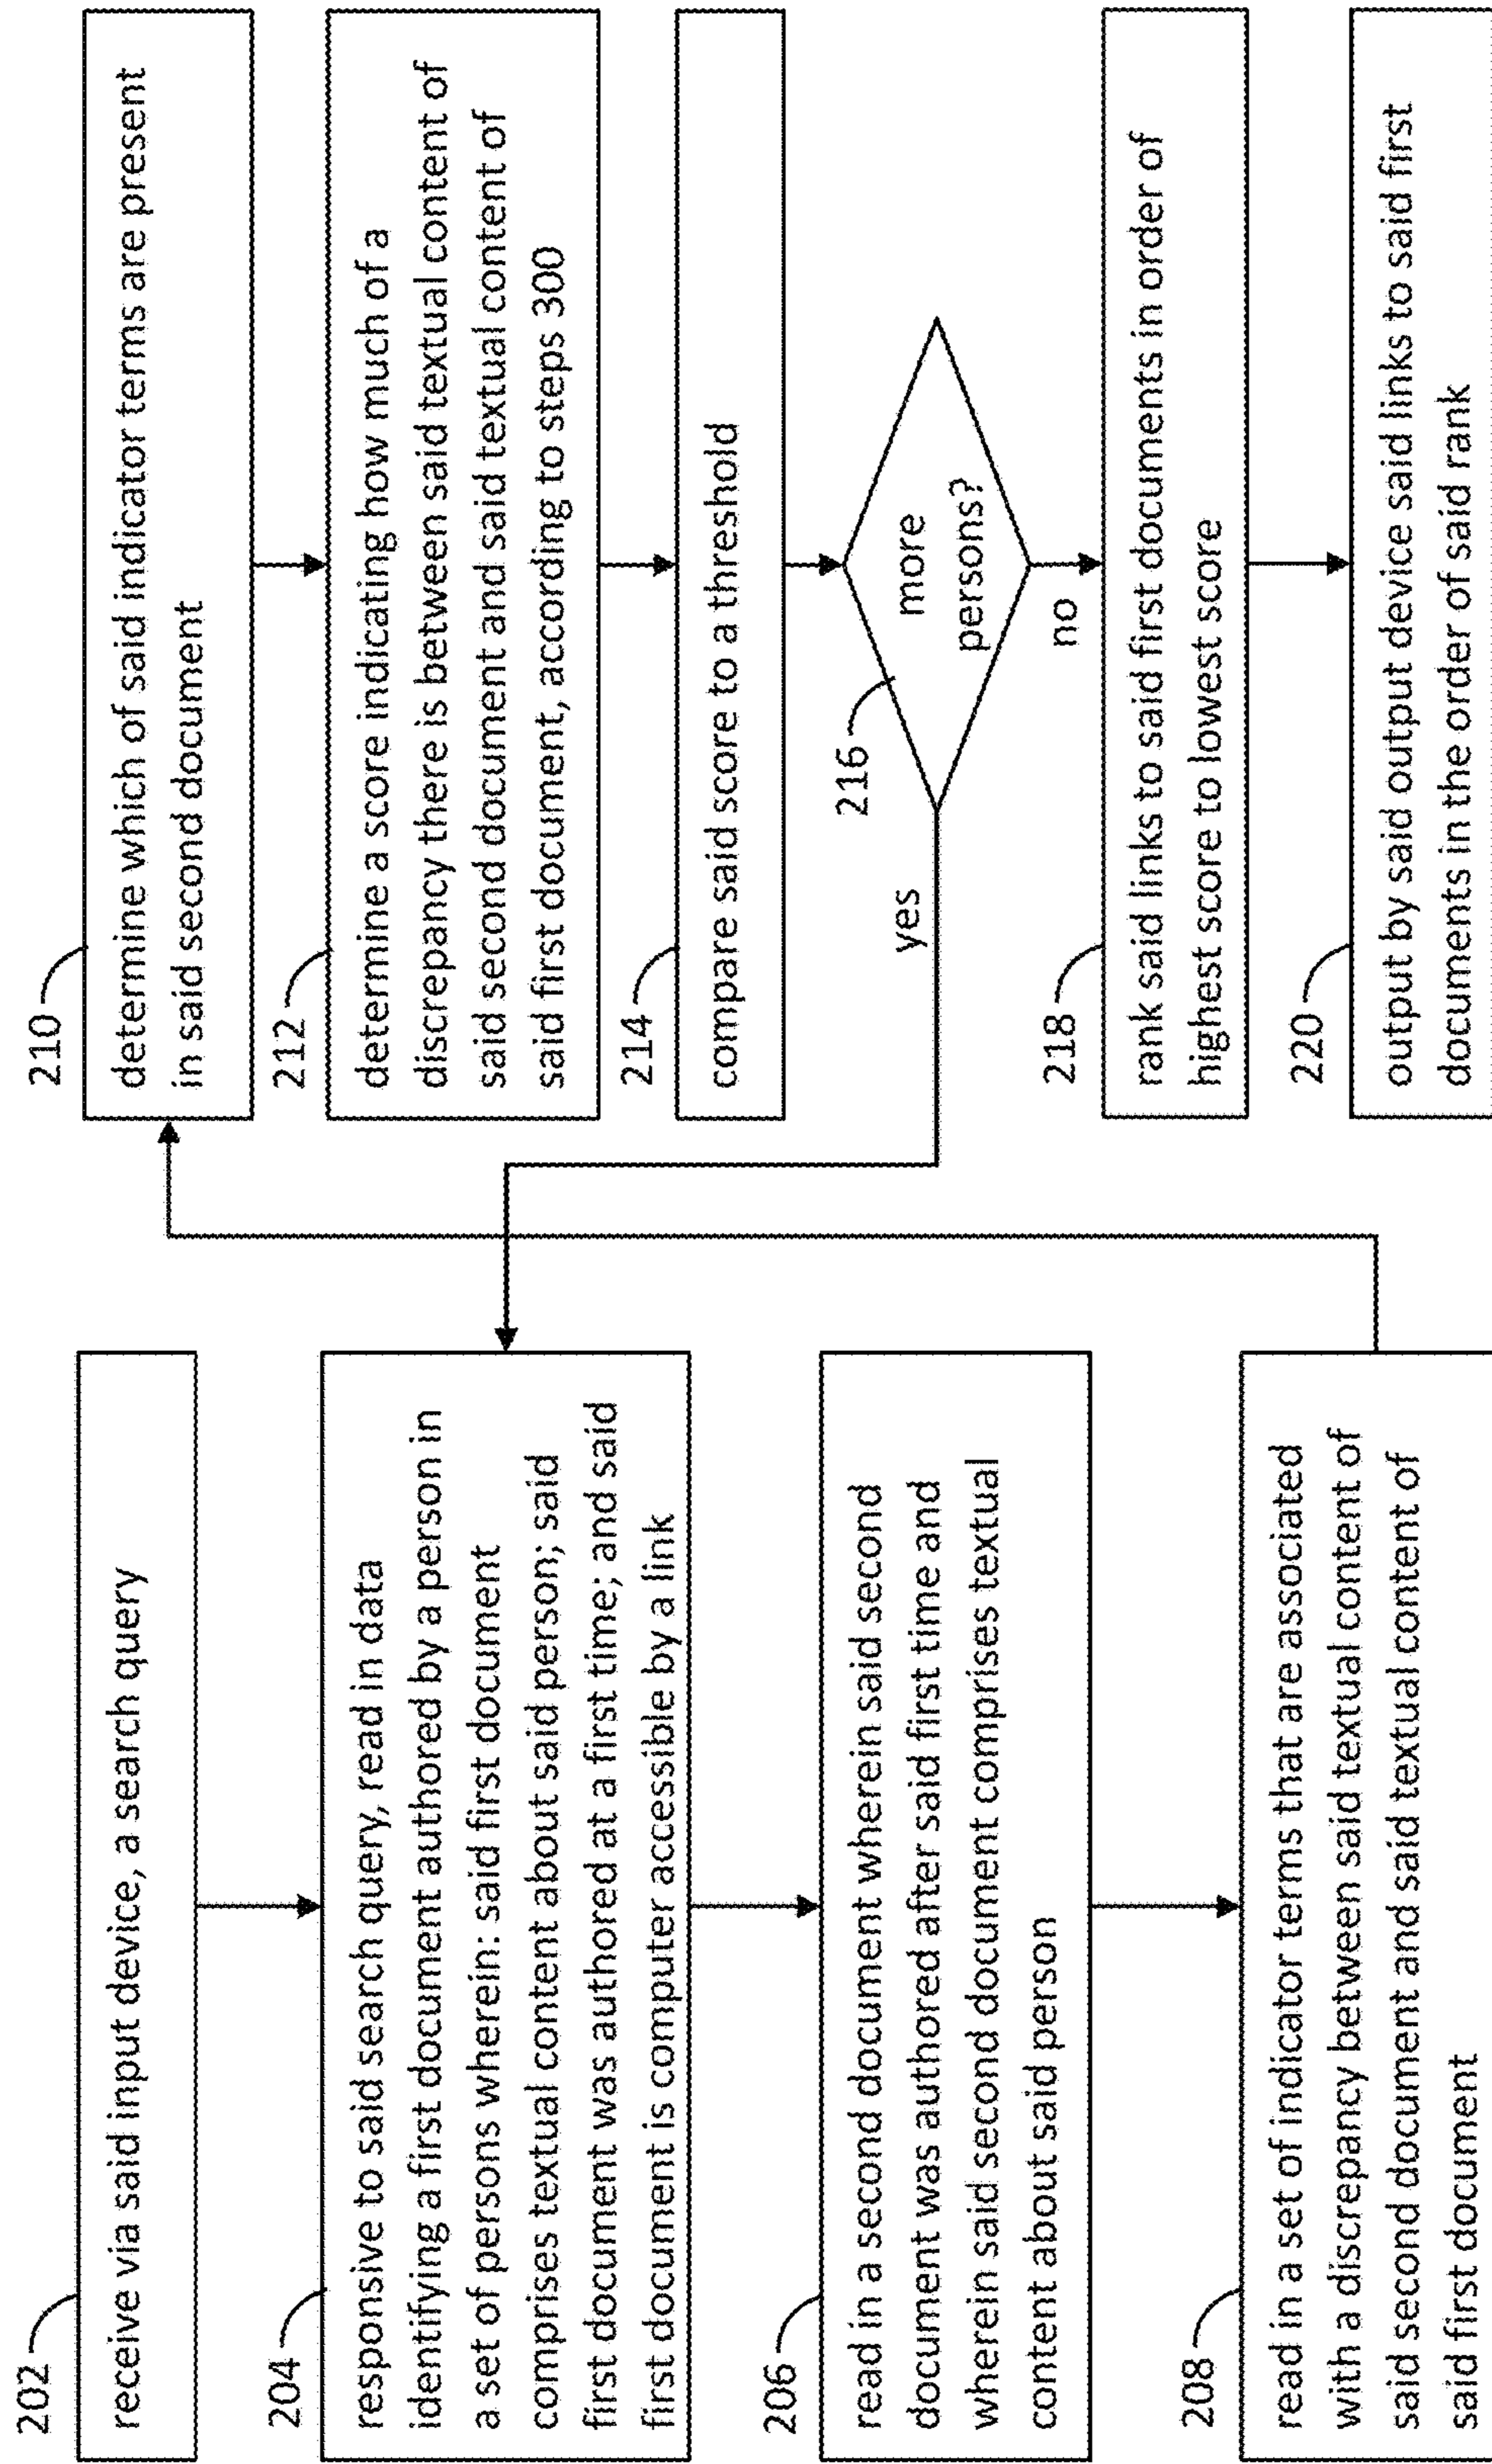 202
receive via said input device, a search query
204
responsive to said search query, read in data
identifying a first document authored by a person in
a set of persons wherein: said first document
comprises textual content about said person; said
first document was authored at a first time; and said
first document is computer accessible by a link
206
read in a second document wherein said second
document was authored after said first time and
wherein said second document comprises textual
content about said person
208
read in a set of indicator terms that are associated
with a discrepancy between said textual content of
said second document and said textual content of
said first document
210
determine which of said indicator terms are present
in said second document
212
determine a score indicating how much of a
discrepancy there is between said textual content of
said second document and said textual content of
said first document, according to steps 300
214
compare said score to a threshold
216
more
persons?
yes
no
218
rank said links to said first documents in order of
highest score to lowest score
220
output by said output device said links to said first
documents in the order of said rank